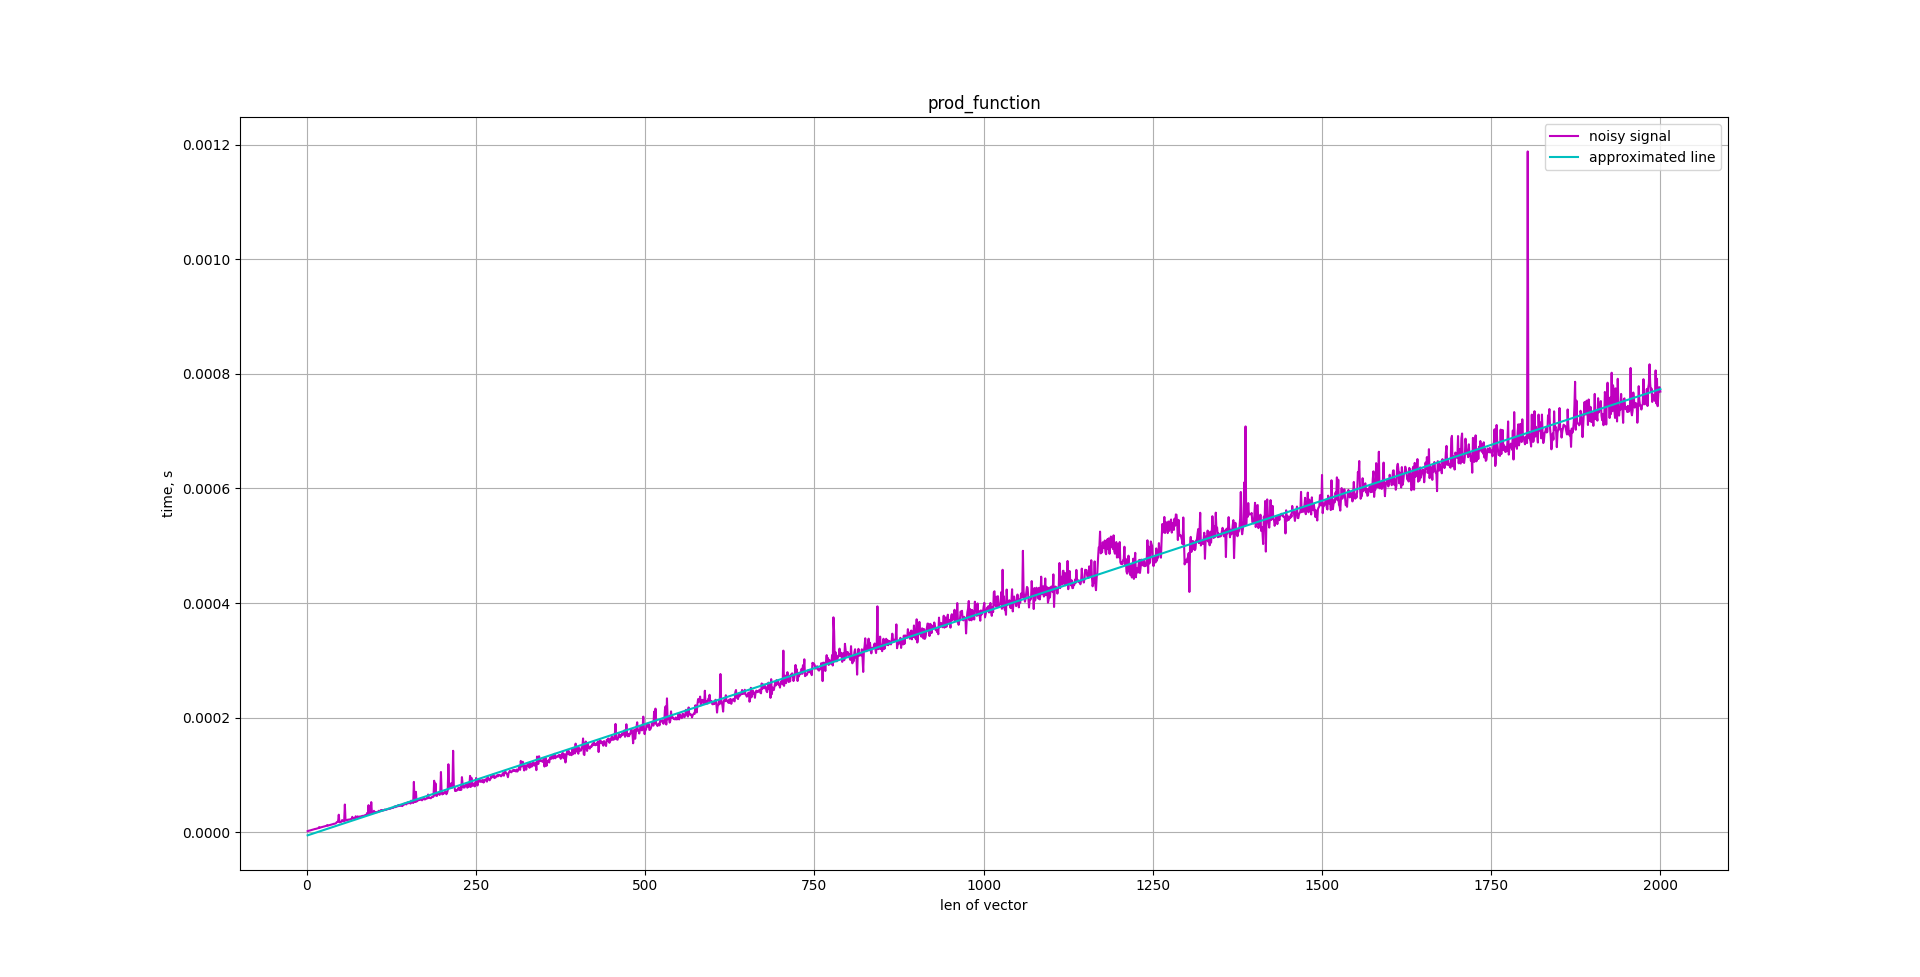 prod_function
noisy signal
approximated line
0.0012
0.0010
0.0008
0.0006
0.0004
0.0002
0.0000
time, s
0 250 500 750 1000 1250 1500 1750 2000
len of vector